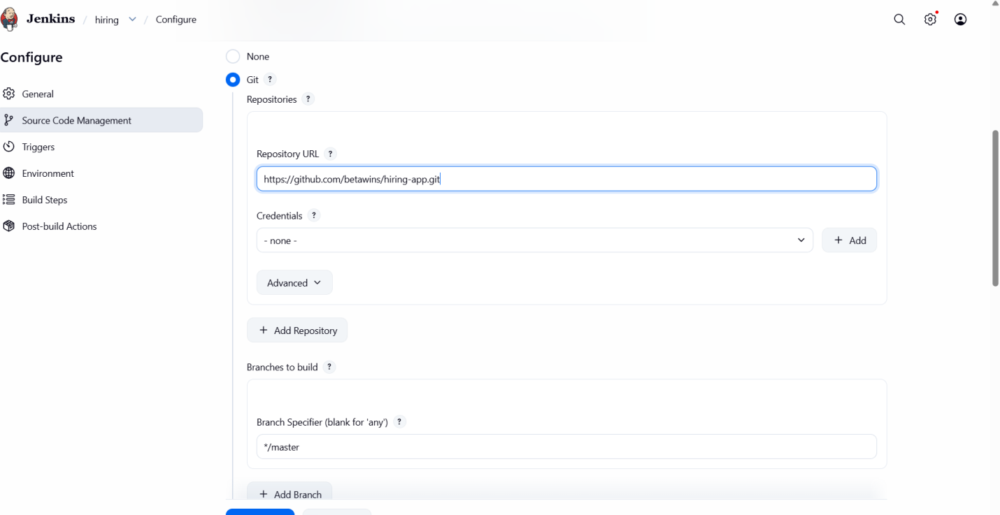 Jenkins / hiring / Configure
Configure
General
Source Code Management
Triggers
Environment
Build Steps
Post-build Actions
None
Git ?
Repositories ?
Repository URL ?
https://github.com/betawins/hiring-app.git
Credentials ?
- none -
+ Add
Advanced
+ Add Repository
Branches to build ?
Branch Specifier (blank for 'any') ?
*/master
+ Add Branch